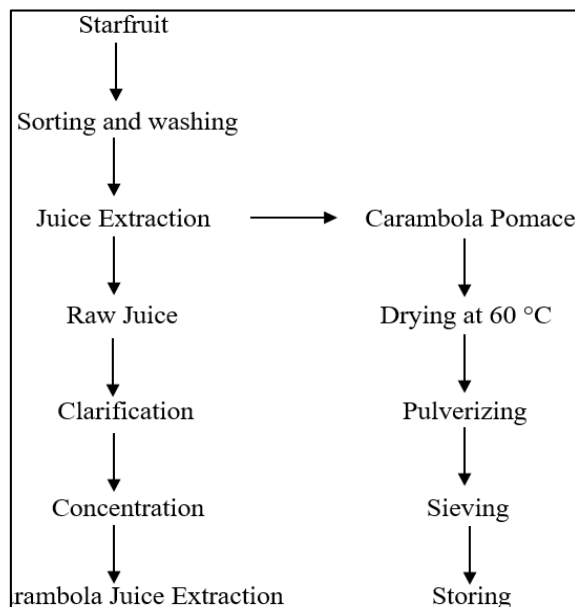 Starfruit
Sorting and washing
Juice Extraction
Carambola Pomace
Raw Juice
Drying at 60 °C
Clarification
Pulverizing
Concentration
Sieving
rambola Juice Extraction
Storing